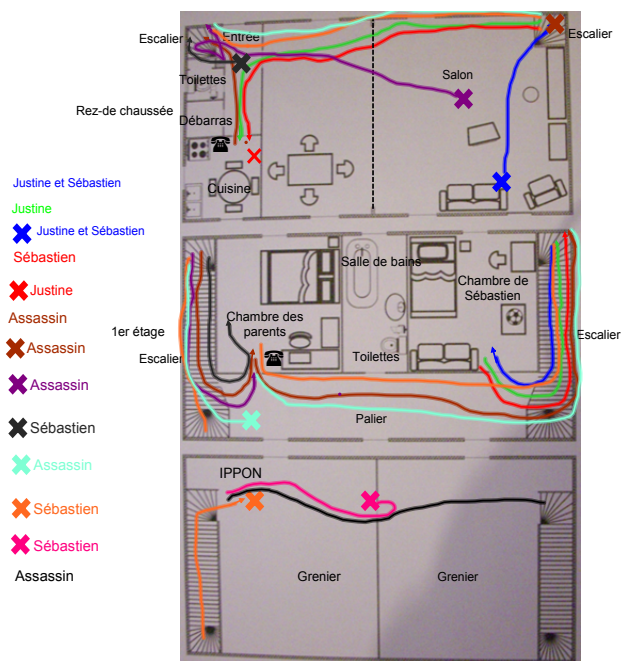 Escalier
Entrée
Escalier
Toilettes
Salon
Rez-de chaussée
Débarras
Cuisine
Justine et Sébastien
Justine
Justine et Sébastien
Sébastien
Justine
Assassin
Assassin
Assassin
Sébastien
Assassin
Sébastien
Sébastien
Assassin
Salle de bains
Chambre de
Sébastien
Chambre des
parents
1er étage
Escalier
Toilettes
Escalier
Palier
IPPON
Grenier
Grenier